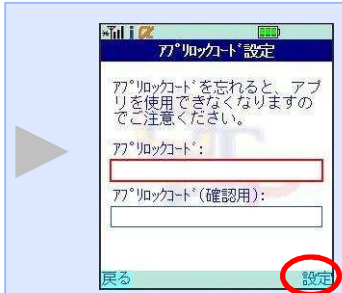 ｱﾌﾟﾘﾛｯｸｺｰﾄﾞ設定
ｱﾌﾟﾘﾛｯｸｺｰﾄﾞを忘れると、アプ
リを使用できなくなりますの
でご注意ください。
ｱﾌﾟﾘﾛｯｸｺｰﾄﾞ:
ｱﾌﾟﾘﾛｯｸｺｰﾄﾞ(確認用):
戻る 設定